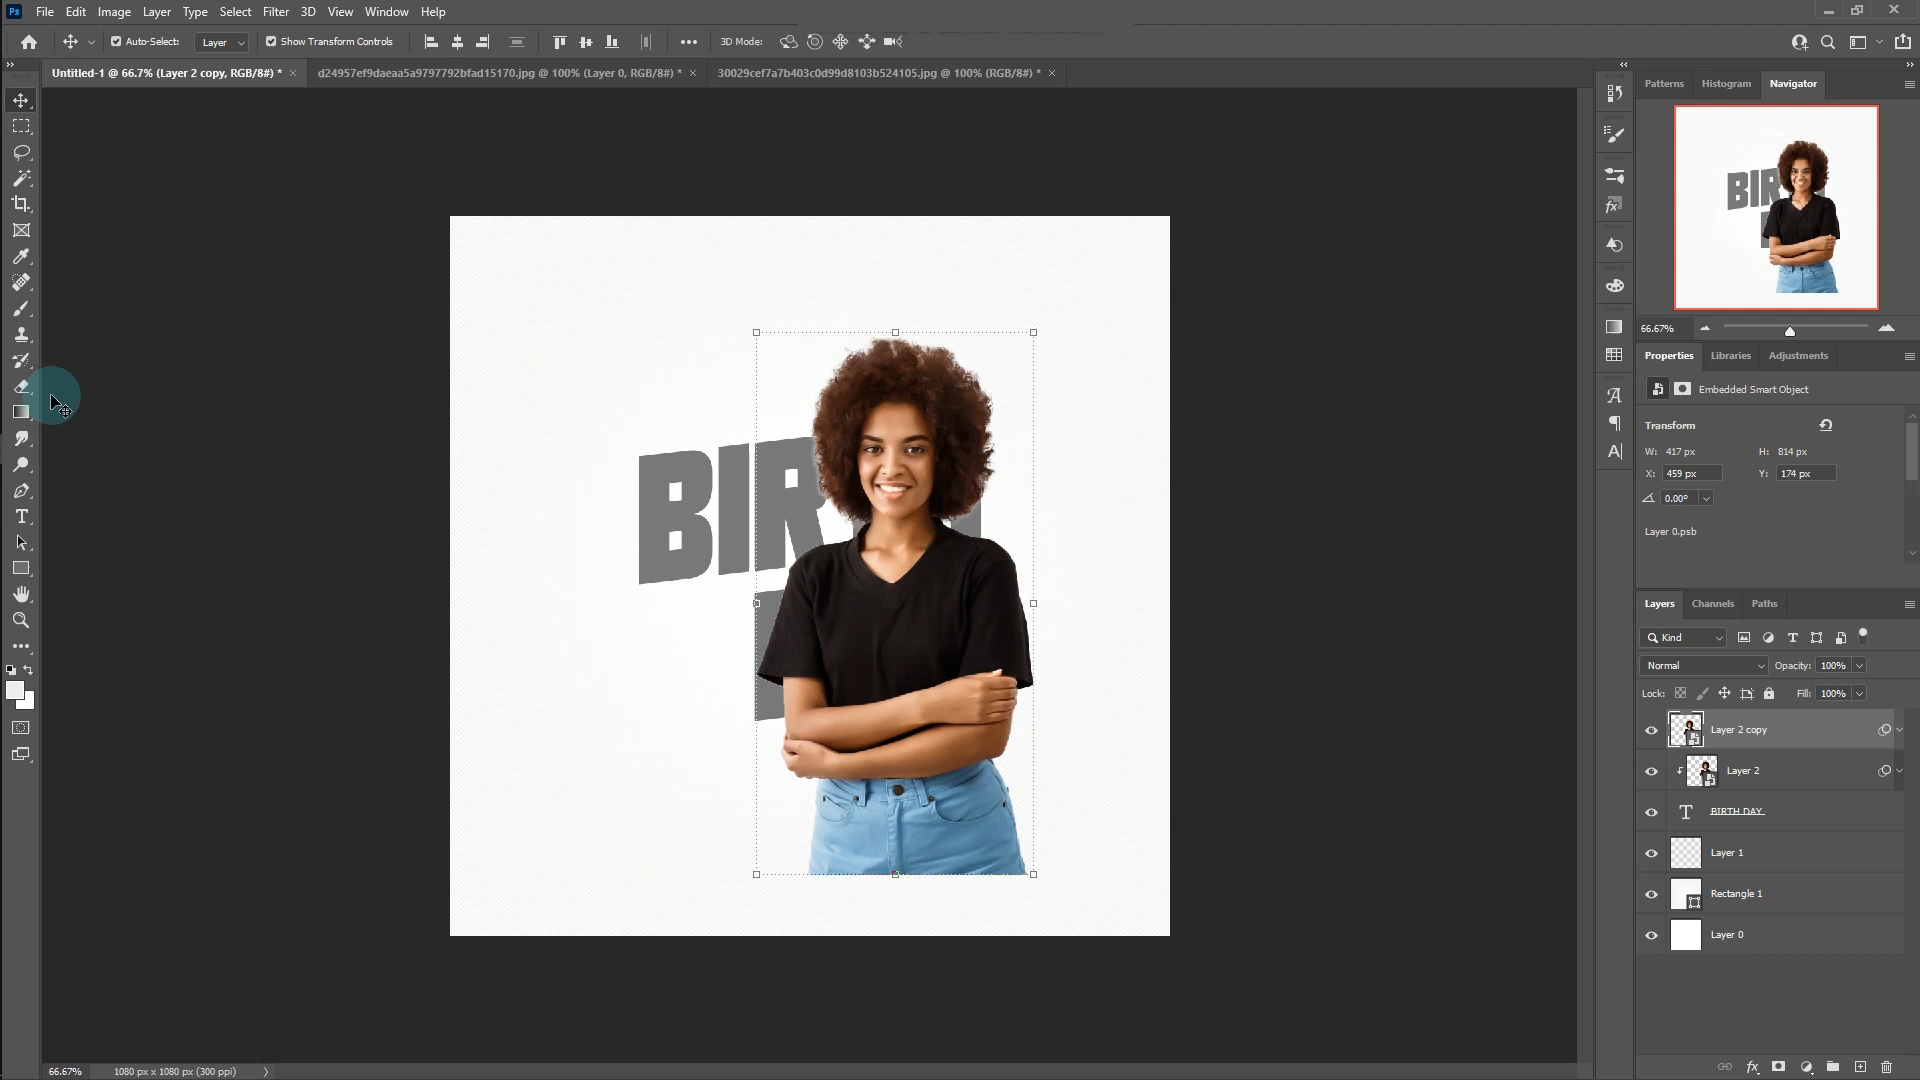 Ps File Edit Image Layer Type Select Filter 3D View Window Help
Auto-Select: Layer Show Transform Controls 3D Mode:
Untitled-1 @ 66.7% (Layer 2 copy, RGB/8#) * × d24957ef9daeaa5a9797792bfad15170.jpg @ 100% (Layer 0, RGB/8#) * × 30029cef7a7b403c0d99d8103b524105.jpg @ 100% (RGB/8#) * ×
Patterns Histogram Navigator
66.67%
Properties Libraries Adjustments
Embedded Smart Object
Transform
W: 417 px H: 814 px
X: 459 px Y: 174 px
0.00°
Layer 0.psb
Layers Channels Paths
Kind
Normal Opacity: 100%
Lock: Fill: 100%
Layer 2 copy
Layer 2
BIRTH DAY
Layer 1
Rectangle 1
Layer 0
BIR
66.67% 1080 px x 1080 px (300 ppi)